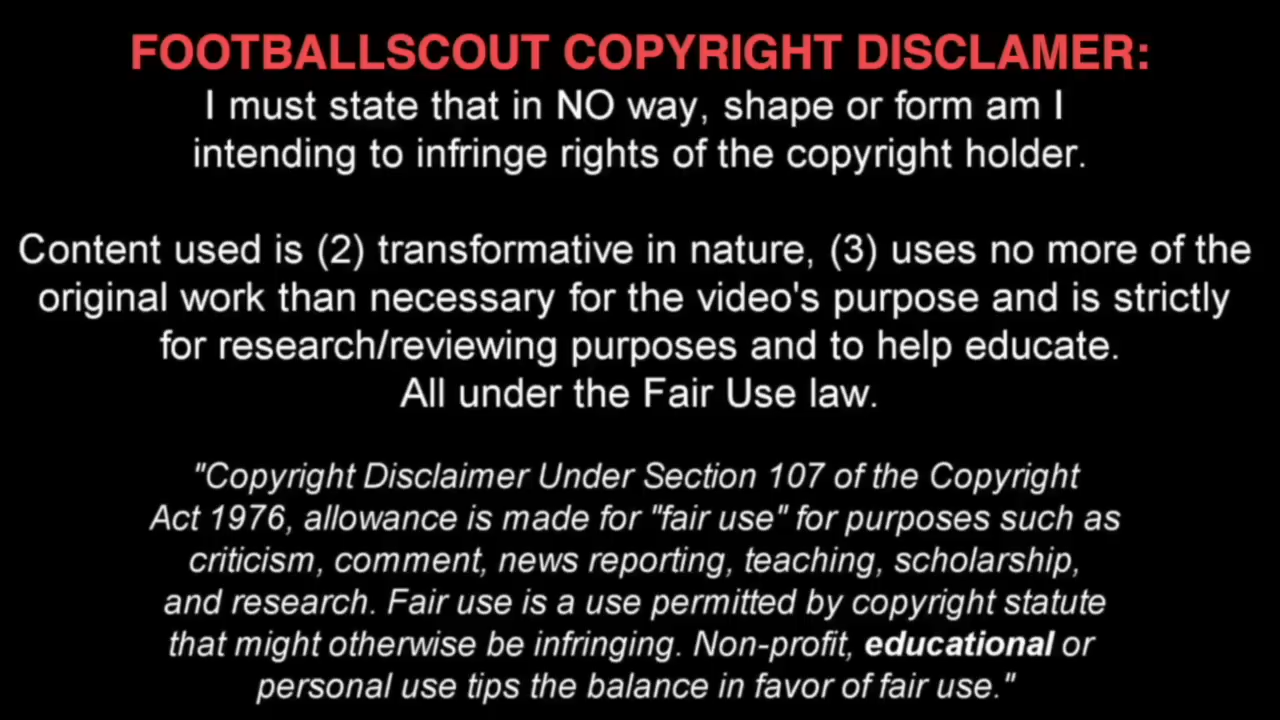 FOOTBALLSCOUT COPYRIGHT DISCLAMER:
I must state that in NO way, shape or form am I
intending to infringe rights of the copyright holder.
Content used is (2) transformative in nature, (3) uses no more of the
original work than necessary for the video's purpose and is strictly
for research/reviewing purposes and to help educate.
All under the Fair Use law.
"Copyright Disclaimer Under Section 107 of the Copyright
Act 1976, allowance is made for "fair use" for purposes such as
criticism, comment, news reporting, teaching, scholarship,
and research. Fair use is a use permitted by copyright statute
that might otherwise be infringing. Non-profit, educational or
personal use tips the balance in favor of fair use."